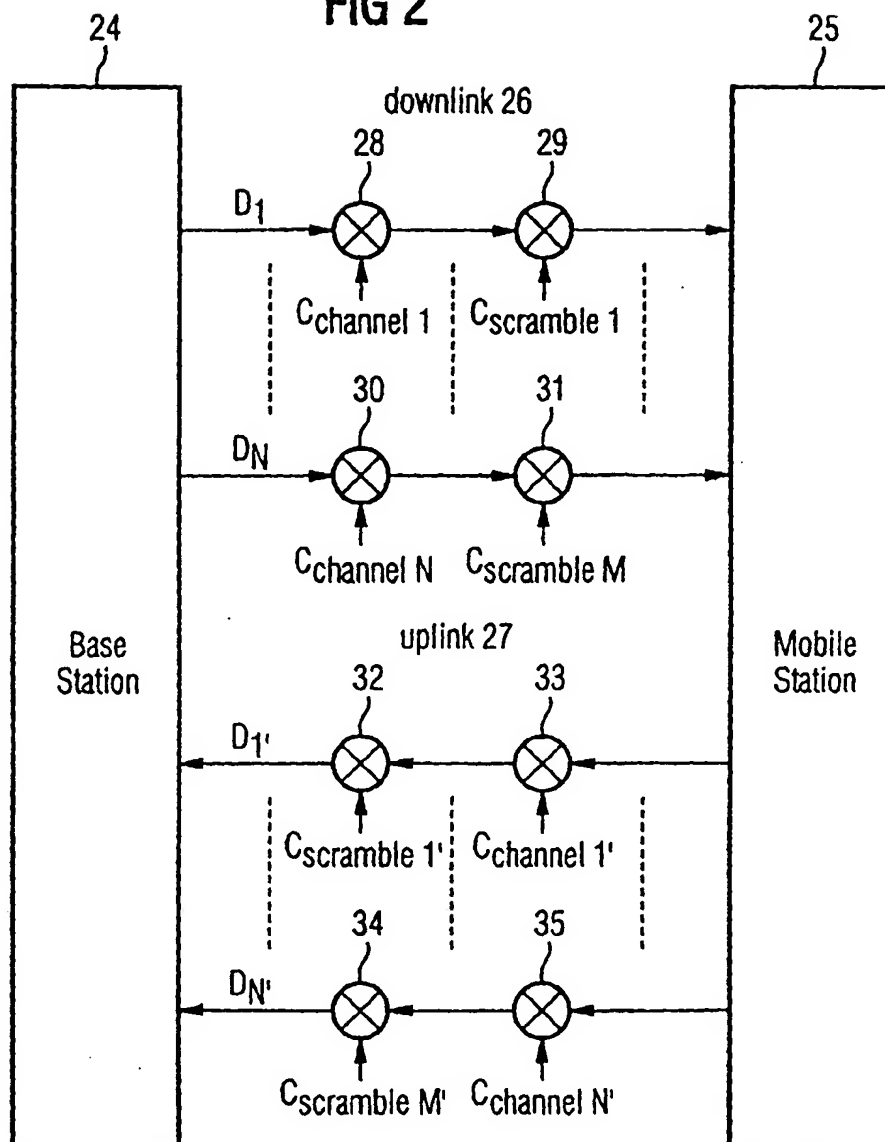 FIG 2
24 25
downlink 26
28 29
D1
Cchannel 1 Cscramble 1
30 31
DN
Cchannel N Cscramble M
Base Station
uplink 27
Mobile Station
32 33
D1'
Cscramble 1' Cchannel 1'
34 35
DN'
Cscramble M' Cchannel N'